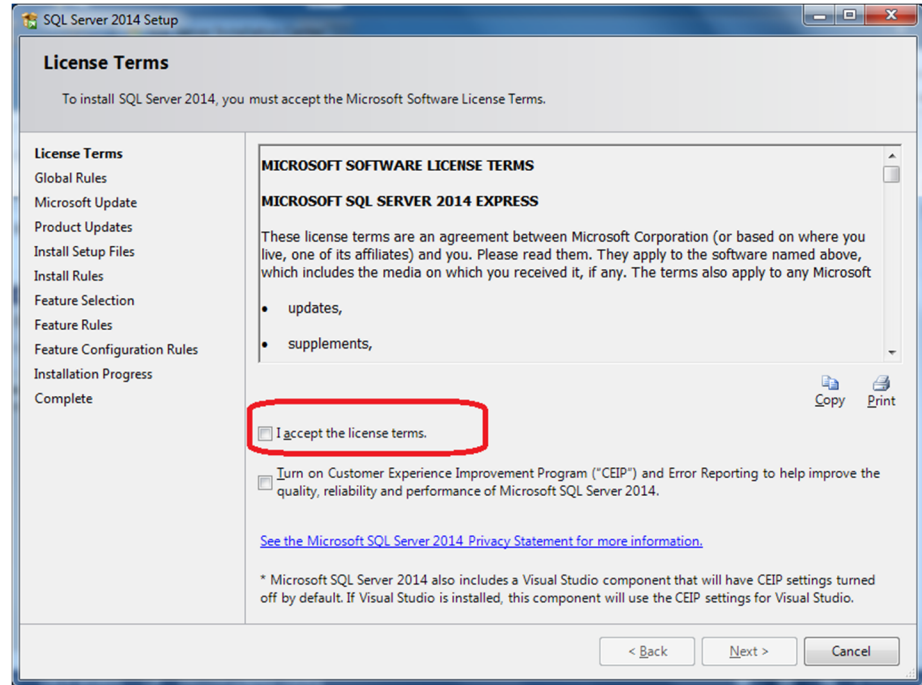 SQL Server 2014 Setup
License Terms
To install SQL Server 2014, you must accept the Microsoft Software License Terms.
License Terms
Global Rules
Microsoft Update
Product Updates
Install Setup Files
Install Rules
Feature Selection
Feature Rules
Feature Configuration Rules
Installation Progress
Complete
MICROSOFT SOFTWARE LICENSE TERMS
MICROSOFT SQL SERVER 2014 EXPRESS
These license terms are an agreement between Microsoft Corporation (or based on where you
live, one of its affiliates) and you. Please read them. They apply to the software named above,
which includes the media on which you received it, if any. The terms also apply to any Microsoft
• updates,
• supplements,
Copy Print
I accept the license terms.
Turn on Customer Experience Improvement Program ("CEIP") and Error Reporting to help improve the
quality, reliability and performance of Microsoft SQL Server 2014.
See the Microsoft SQL Server 2014 Privacy Statement for more information.
* Microsoft SQL Server 2014 also includes a Visual Studio component that will have CEIP settings turned
off by default. If Visual Studio is installed, this component will use the CEIP settings for Visual Studio.
< Back Next > Cancel